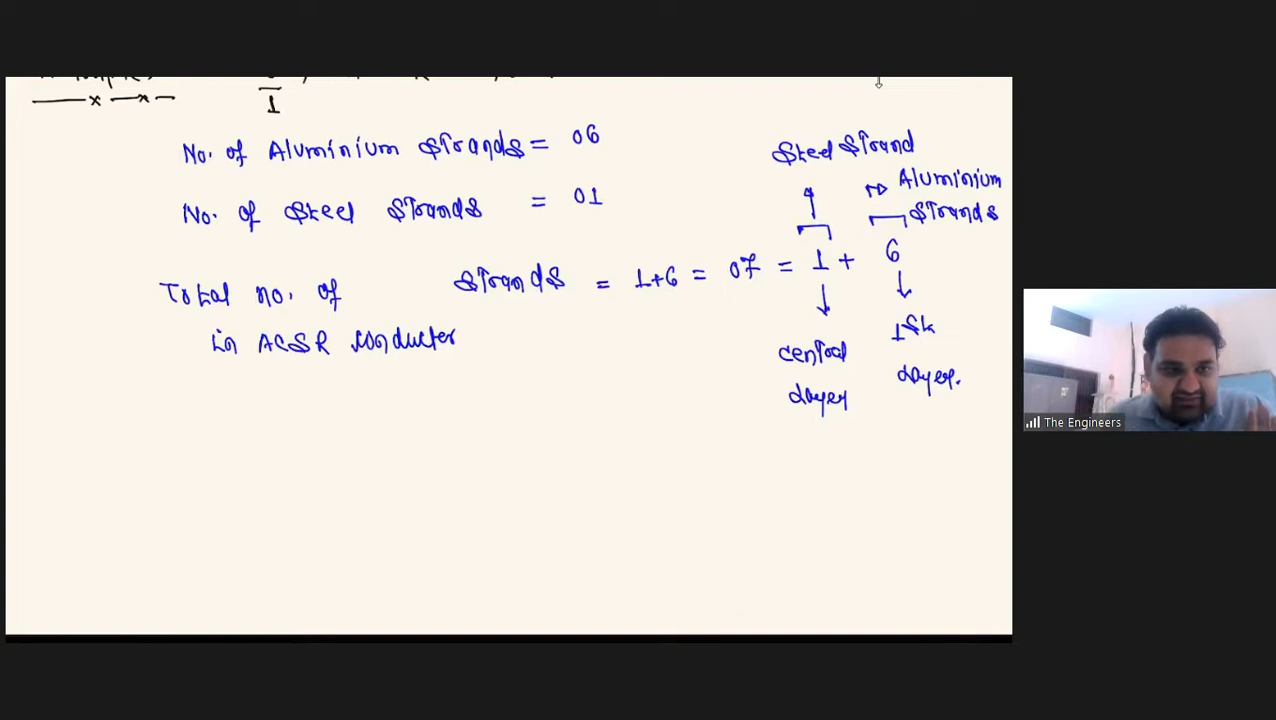 1
No. of Aluminium Strands = 06
No. of Steel Strands = 01
Steel Strand
Aluminium
Strands
Total no. of Strands = 1+6 = 07 = 1 + 6
in ACSR conductor
central
layer
1st
layer.
The Engineers